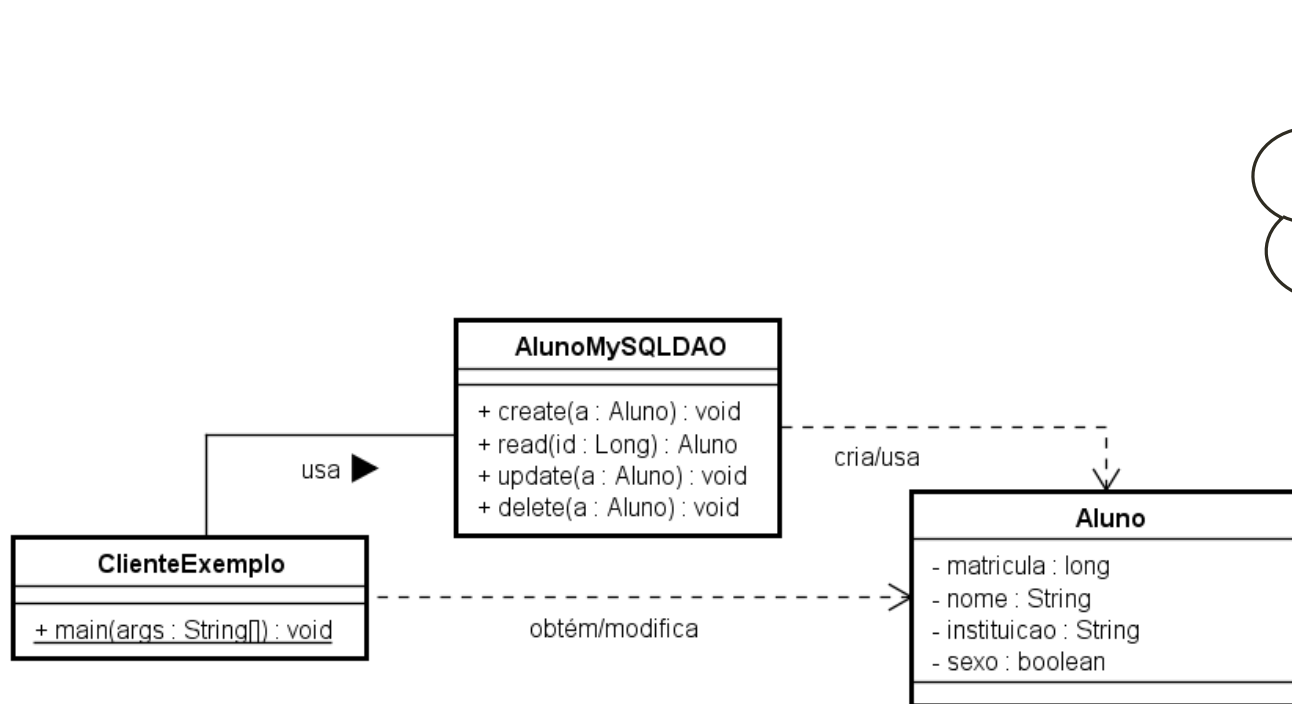 AlunoMySQLDAO
+ create(a : Aluno) : void
+ read(id : Long) : Aluno
+ update(a : Aluno) : void
+ delete(a : Aluno) : void
usa
cria/usa
ClienteExemplo
+ main(args : String[]) : void
obtém/modifica
Aluno
- matricula : long
- nome : String
- instituicao : String
- sexo : boolean